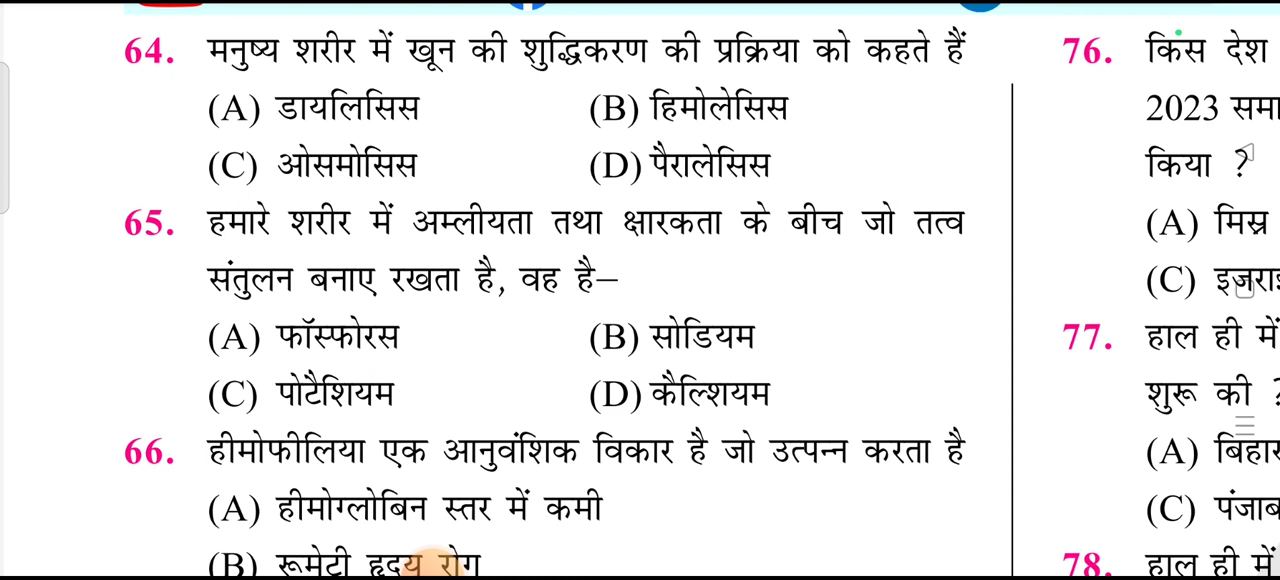 64. मनुष्य शरीर में खून की शुद्धिकरण की प्रक्रिया को कहते हैं
(A) डायलिसिस (B) हिमोलेसिस
(C) ओसमोसिस (D) पैरालेसिस
65. हमारे शरीर में अम्लीयता तथा क्षारकता के बीच जो तत्व
संतुलन बनाए रखता है, वह है–
(A) फॉस्फोरस (B) सोडियम
(C) पोटैशियम (D) कैल्शियम
66. हीमोफीलिया एक आनुवंशिक विकार है जो उत्पन्न करता है
(A) हीमोग्लोबिन स्तर में कमी
(B) रूमेटी हृदय रोग
76. किस देश
2023
किया ?
(A) मिस्र
(C)
77. हाल ही में
शुरू की
(A)
(C)
78. हाल ही में